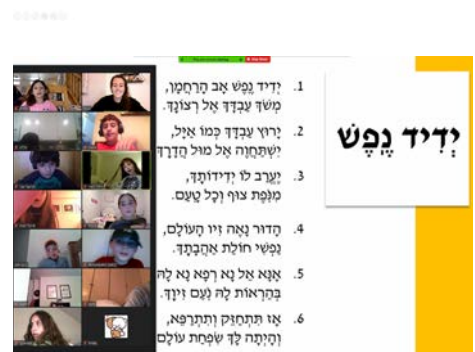 יְדִיד נֶפֶשׁ
1. יְדִיד נֶפֶשׁ אָב הָרַחֲמָן,
מְשֹׁךְ עַבְדָּךְ אֶל רְצוֹנָךְ.
2. יָרוּץ עַבְדָּךְ כְּמוֹ אַיָּל,
יִשְׁתַּחֲוֶה אֶל מוּל הֲדָרָךְ
3. יֶעֱרַב לוֹ יְדִידוּתָךְ,
מִנֹּפֶת צוּף וְכָל טָעַם.
4. הָדוּר נָאֶה זִיו הָעוֹלָם,
נַפְשִׁי חוֹלַת אַהֲבָתָךְ.
5. אָנָּא אֵל נָא רְפָא נָא לָהּ
בְּהַרְאוֹת לָהּ נֹעַם זִיוָךְ.
6. אָז תִּתְחַזֵּק וְתִתְרַפֵּא,
וְהָיְתָה לָךְ שִׁפְחַת עוֹלָם